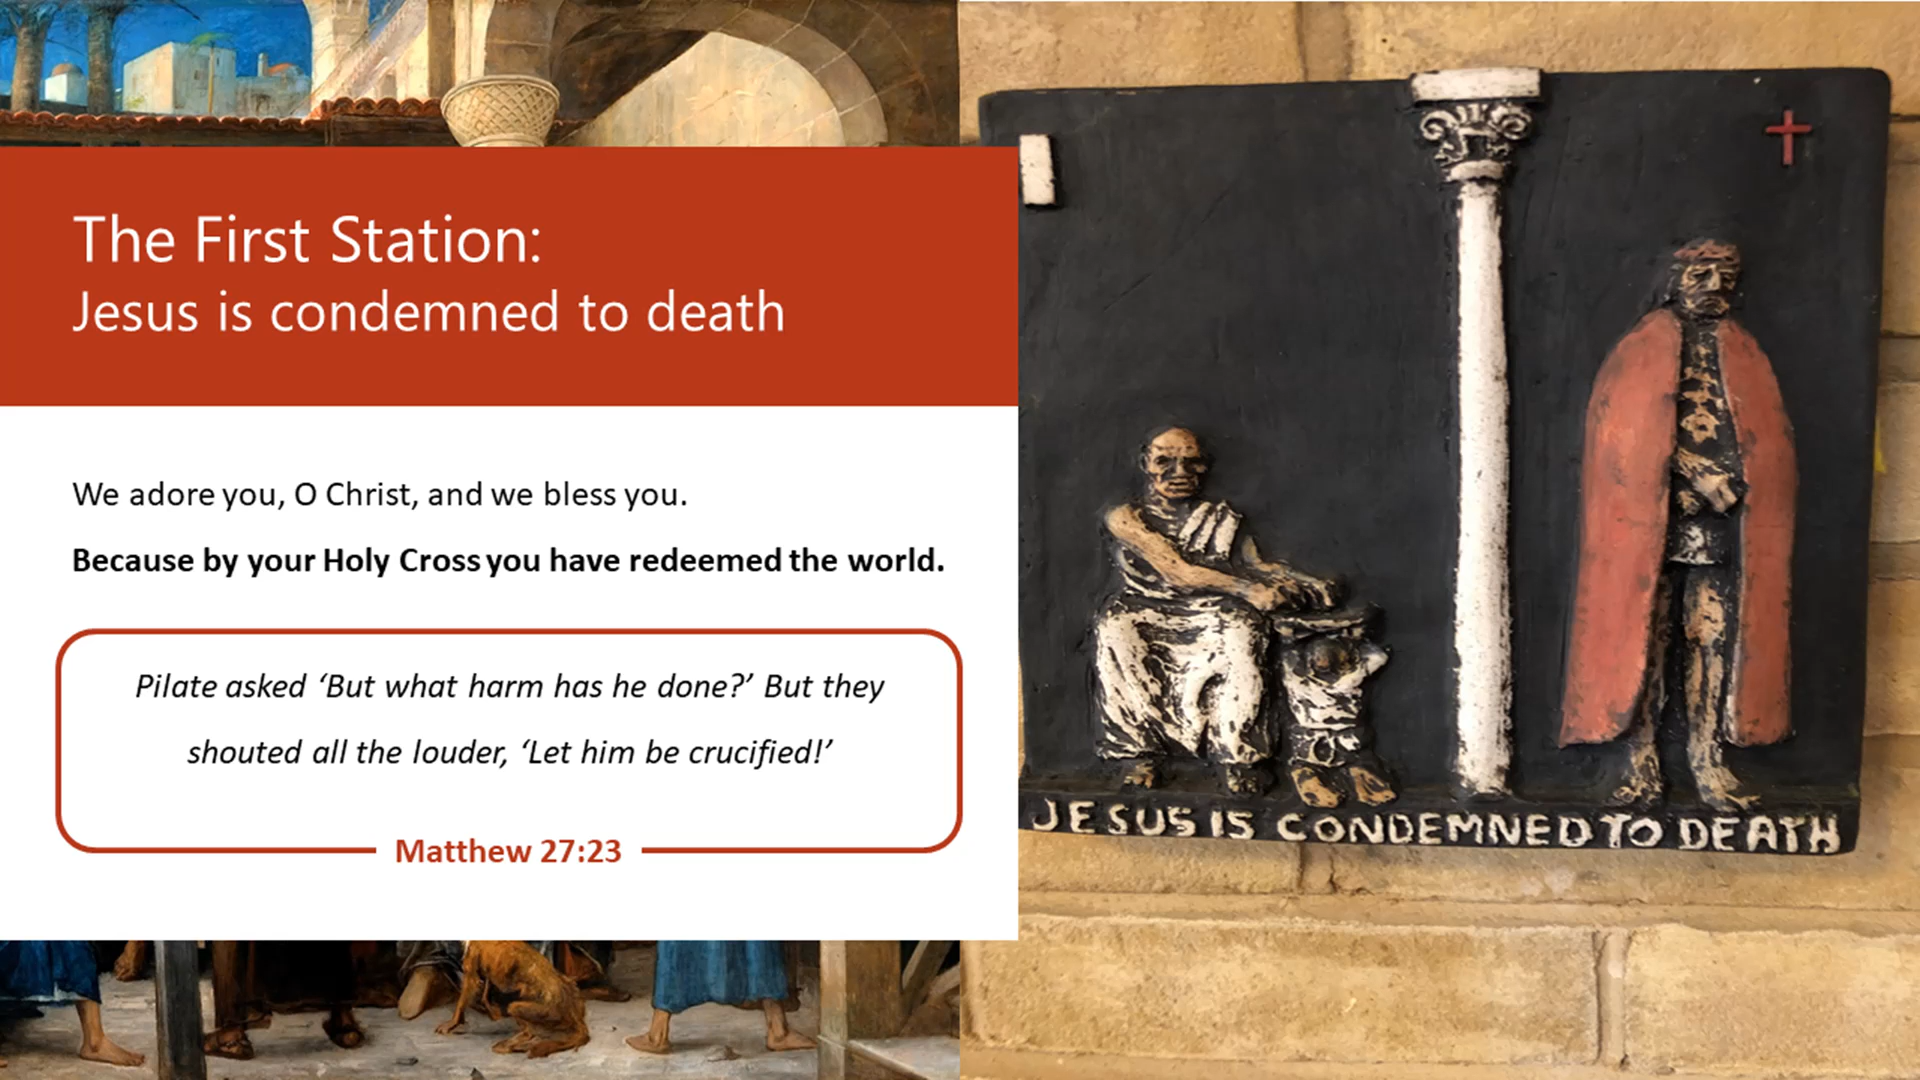 The First Station:
Jesus is condemned to death
We adore you, O Christ, and we bless you.
Because by your Holy Cross you have redeemed the world.
Pilate asked ‘But what harm has he done?’ But they
shouted all the louder, ‘Let him be crucified!’
Matthew 27:23
JESUS IS CONDEMNED TO DEATH